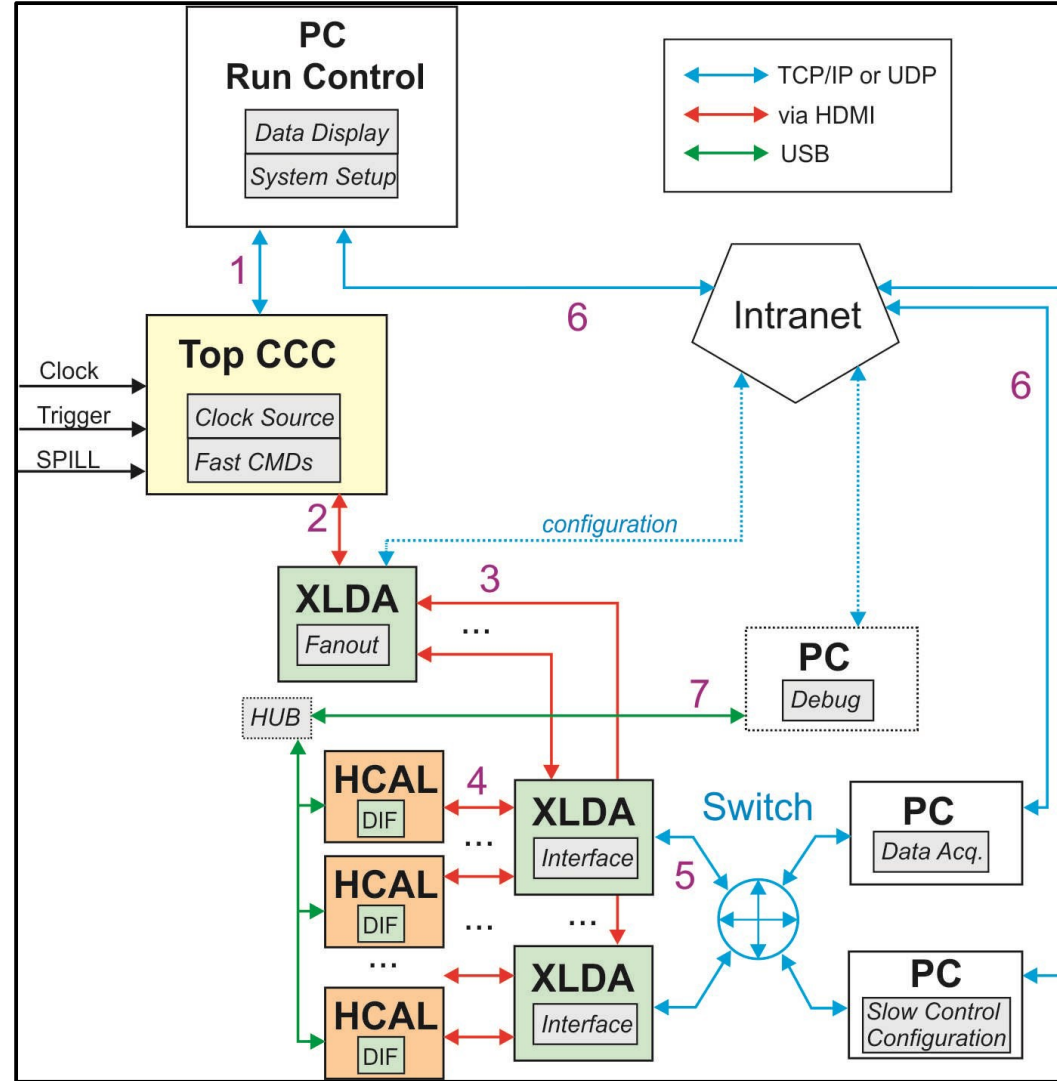 PC
Run Control
Data Display
System Setup
TCP/IP or UDP
via HDMI
USB
1
6
Intranet
6
Top CCC
Clock Source
Fast CMDs
Clock
Trigger
SPILL
2
configuration
3
XLDA
Fanout
...
PC
Debug
7
HUB
HCAL
DIF
4
...
XLDA
Interface
Switch
5
PC
Data Acq.
HCAL
DIF
...
...
...
XLDA
Interface
HCAL
DIF
PC
Slow Control
Configuration